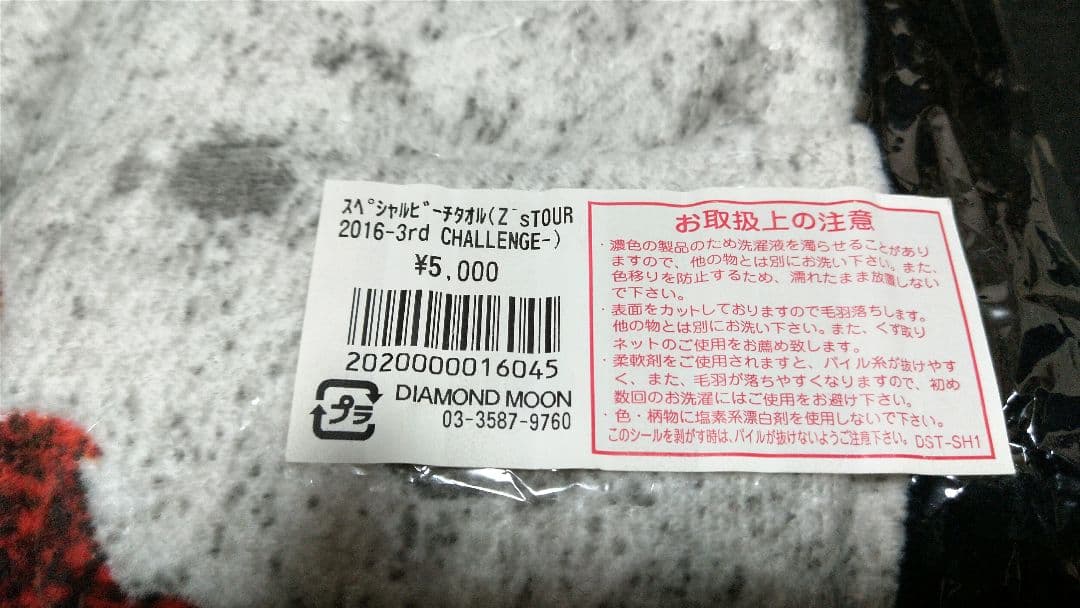 ｽﾍﾟｼｬﾙﾋﾞｰﾁﾀｵﾙ(Z'sTOUR
2016-3rd CHALLENGE-)
¥5,000
2020000016045
プラ
DIAMOND MOON
03-3587-9760
お取扱上の注意
・濃色の製品のため洗濯液を濁らせることがあり
ますので、他の物とは別にお洗い下さい。また、
色移りを防止するため、濡れたまま放置しない
で下さい。
・表面をカットしておりますので毛羽落ちします。
他の物とは別にお洗い下さい。また、くず取り
ネットのご使用をお薦め致します。
・柔軟剤をご使用されますと、パイル糸が抜けやす
く、また、毛羽が落ちやすくなりますので、初め
数回のお洗濯にはご使用をお避け下さい。
・色・柄物に塩素系漂白剤を使用しないで下さい。
このシールを剥がす時は、パイルが抜けないようご注意下さい。DST-SH1